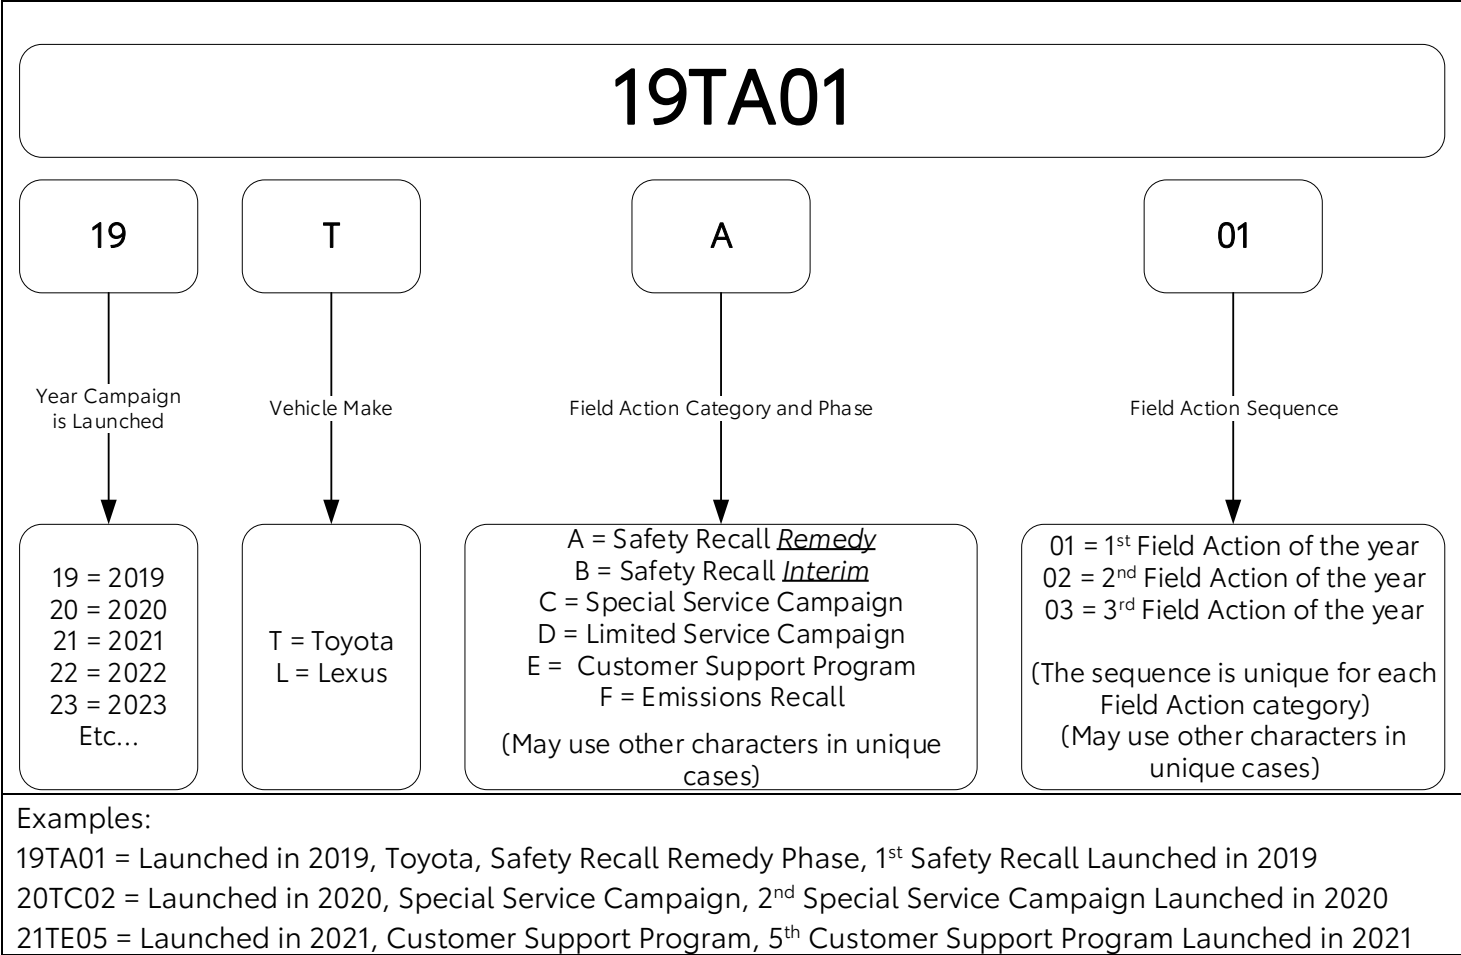 19TA01
19
T
A
01
Year Campaign
is Launched
Vehicle Make
Field Action Category and Phase
Field Action Sequence
19 = 2019
20 = 2020
21 = 2021
22 = 2022
23 = 2023
Etc...
T = Toyota
L = Lexus
A = Safety Recall Remedy
B = Safety Recall Interim
C = Special Service Campaign
D = Limited Service Campaign
E =  Customer Support Program
F = Emissions Recall
(May use other characters in unique
cases)
01 = 1st Field Action of the year
02 = 2nd Field Action of the year
03 = 3rd Field Action of the year
(The sequence is unique for each
Field Action category)
(May use other characters in
unique cases)
Examples:
19TA01 = Launched in 2019, Toyota, Safety Recall Remedy Phase, 1st Safety Recall Launched in 2019
20TC02 = Launched in 2020, Special Service Campaign, 2nd Special Service Campaign Launched in 2020
21TE05 = Launched in 2021, Customer Support Program, 5th Customer Support Program Launched in 2021